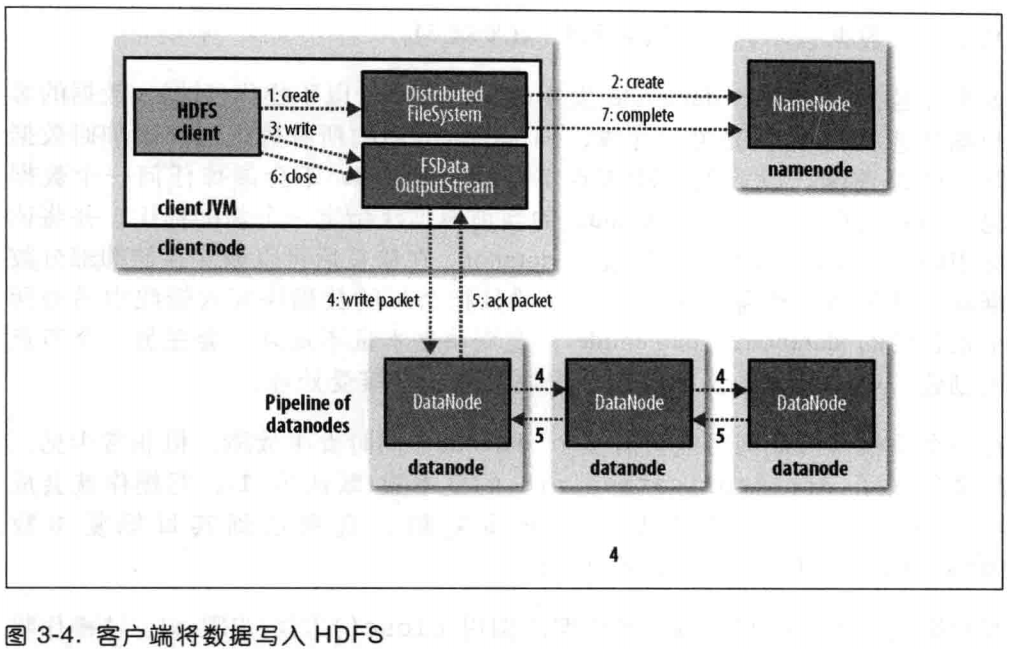 HDFS
client
1: create
3: write
6: close
Distributed
FileSystem
FSData
OutputStream
client JVM
client node
2: create
7: complete
NameNode
namenode
4: write packet
5: ack packet
Pipeline of
datanodes
DataNode
datanode
4
5
DataNode
datanode
4
5
DataNode
datanode
4
图 3-4. 客户端将数据写入 HDFS